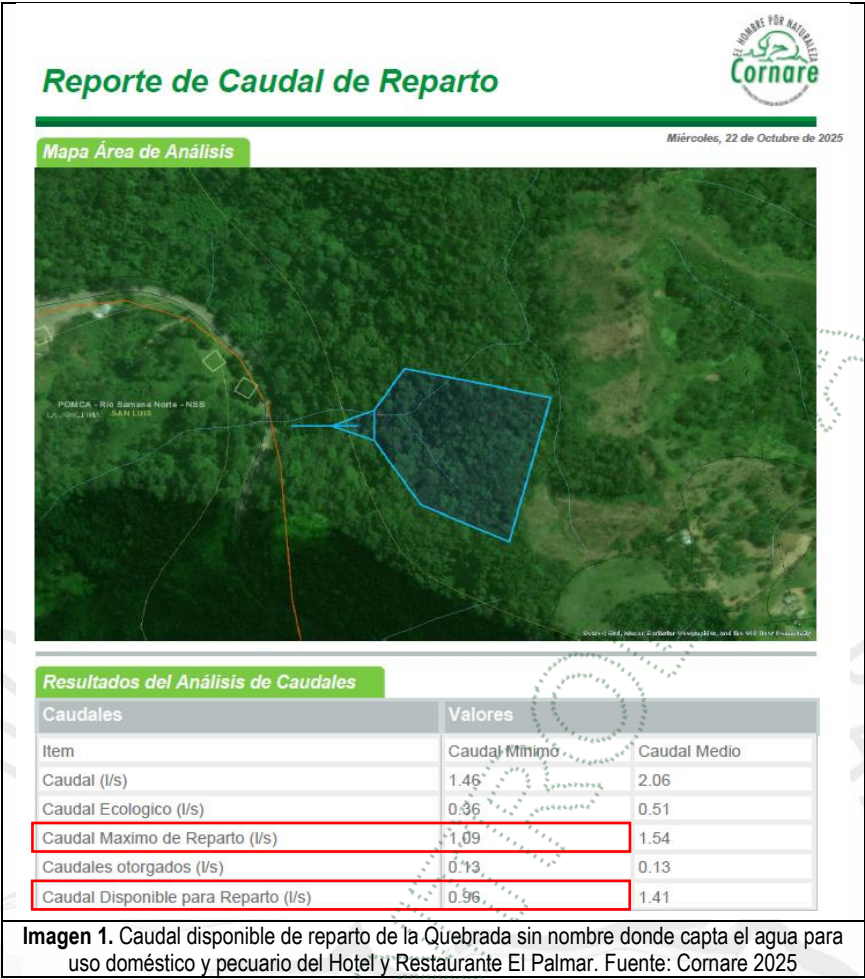 Reporte de Caudal de Reparto
EL HOMBRE POR NATURALEZA
Cornare
Miércoles, 22 de Octubre de 2025
Mapa Área de Análisis
POMCA - Rio Samana Norte - NSS
SAN LUIS
Resultados del Análisis de Caudales
Caudales Valores
Item Caudal Minimo Caudal Medio
Caudal (l/s) 1.46 2.06
Caudal Ecologico (l/s) 0.36 0.51
Caudal Maximo de Reparto (l/s) 1.09 1.54
Caudales otorgados (l/s) 0.13 0.13
Caudal Disponible para Reparto (l/s) 0.96 1.41
Imagen 1. Caudal disponible de reparto de la Quebrada sin nombre donde capta el agua para
uso doméstico y pecuario del Hotel y Restaurante El Palmar. Fuente: Cornare 2025